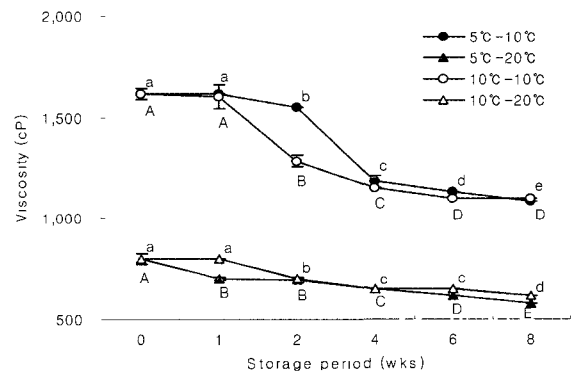 2,000
5℃-10℃
5℃-20℃
10℃-10℃
10℃-20℃
a a b
1,500
A A B
c d e
C D D
Viscosity (cP)
1,000
a a b c c d
A B B C D E
500
0 1 2 4 6 8
Storage period (wks)